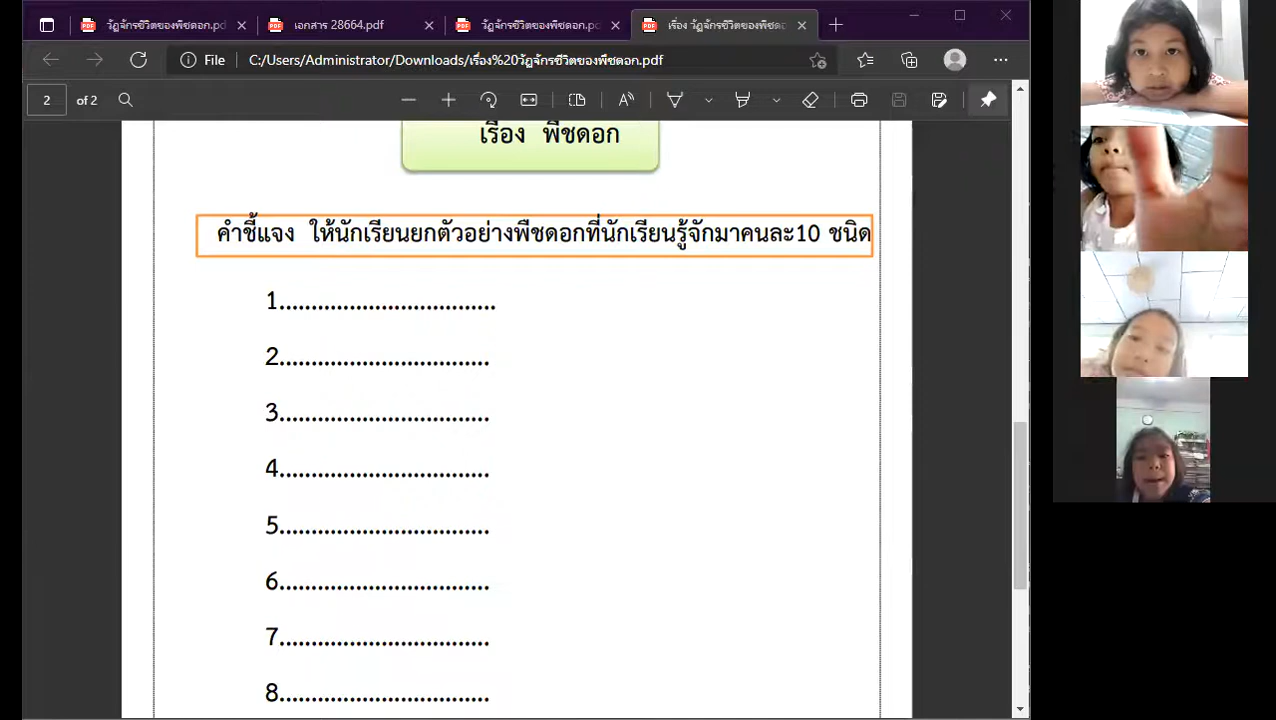 วัฏจักรชีวิตของพืชดอก.pdf
เอกสาร 28664.pdf
วัฏจักรชีวิตของพืชดอก.pd
เรื่อง วัฏจักรชีวิตของพืชด
File
C:/Users/Administrator/Downloads/เรื่อง%20วัฏจักรชีวิตของพืชดอก.pdf
2 of 2
เรื่อง พืชดอก
คำชี้แจง ให้นักเรียนยกตัวอย่างพืชดอกที่นักเรียนรู้จักมาคนละ10 ชนิด
1...............................
2..............................
3..............................
4..............................
5..............................
6..............................
7..............................
8..............................